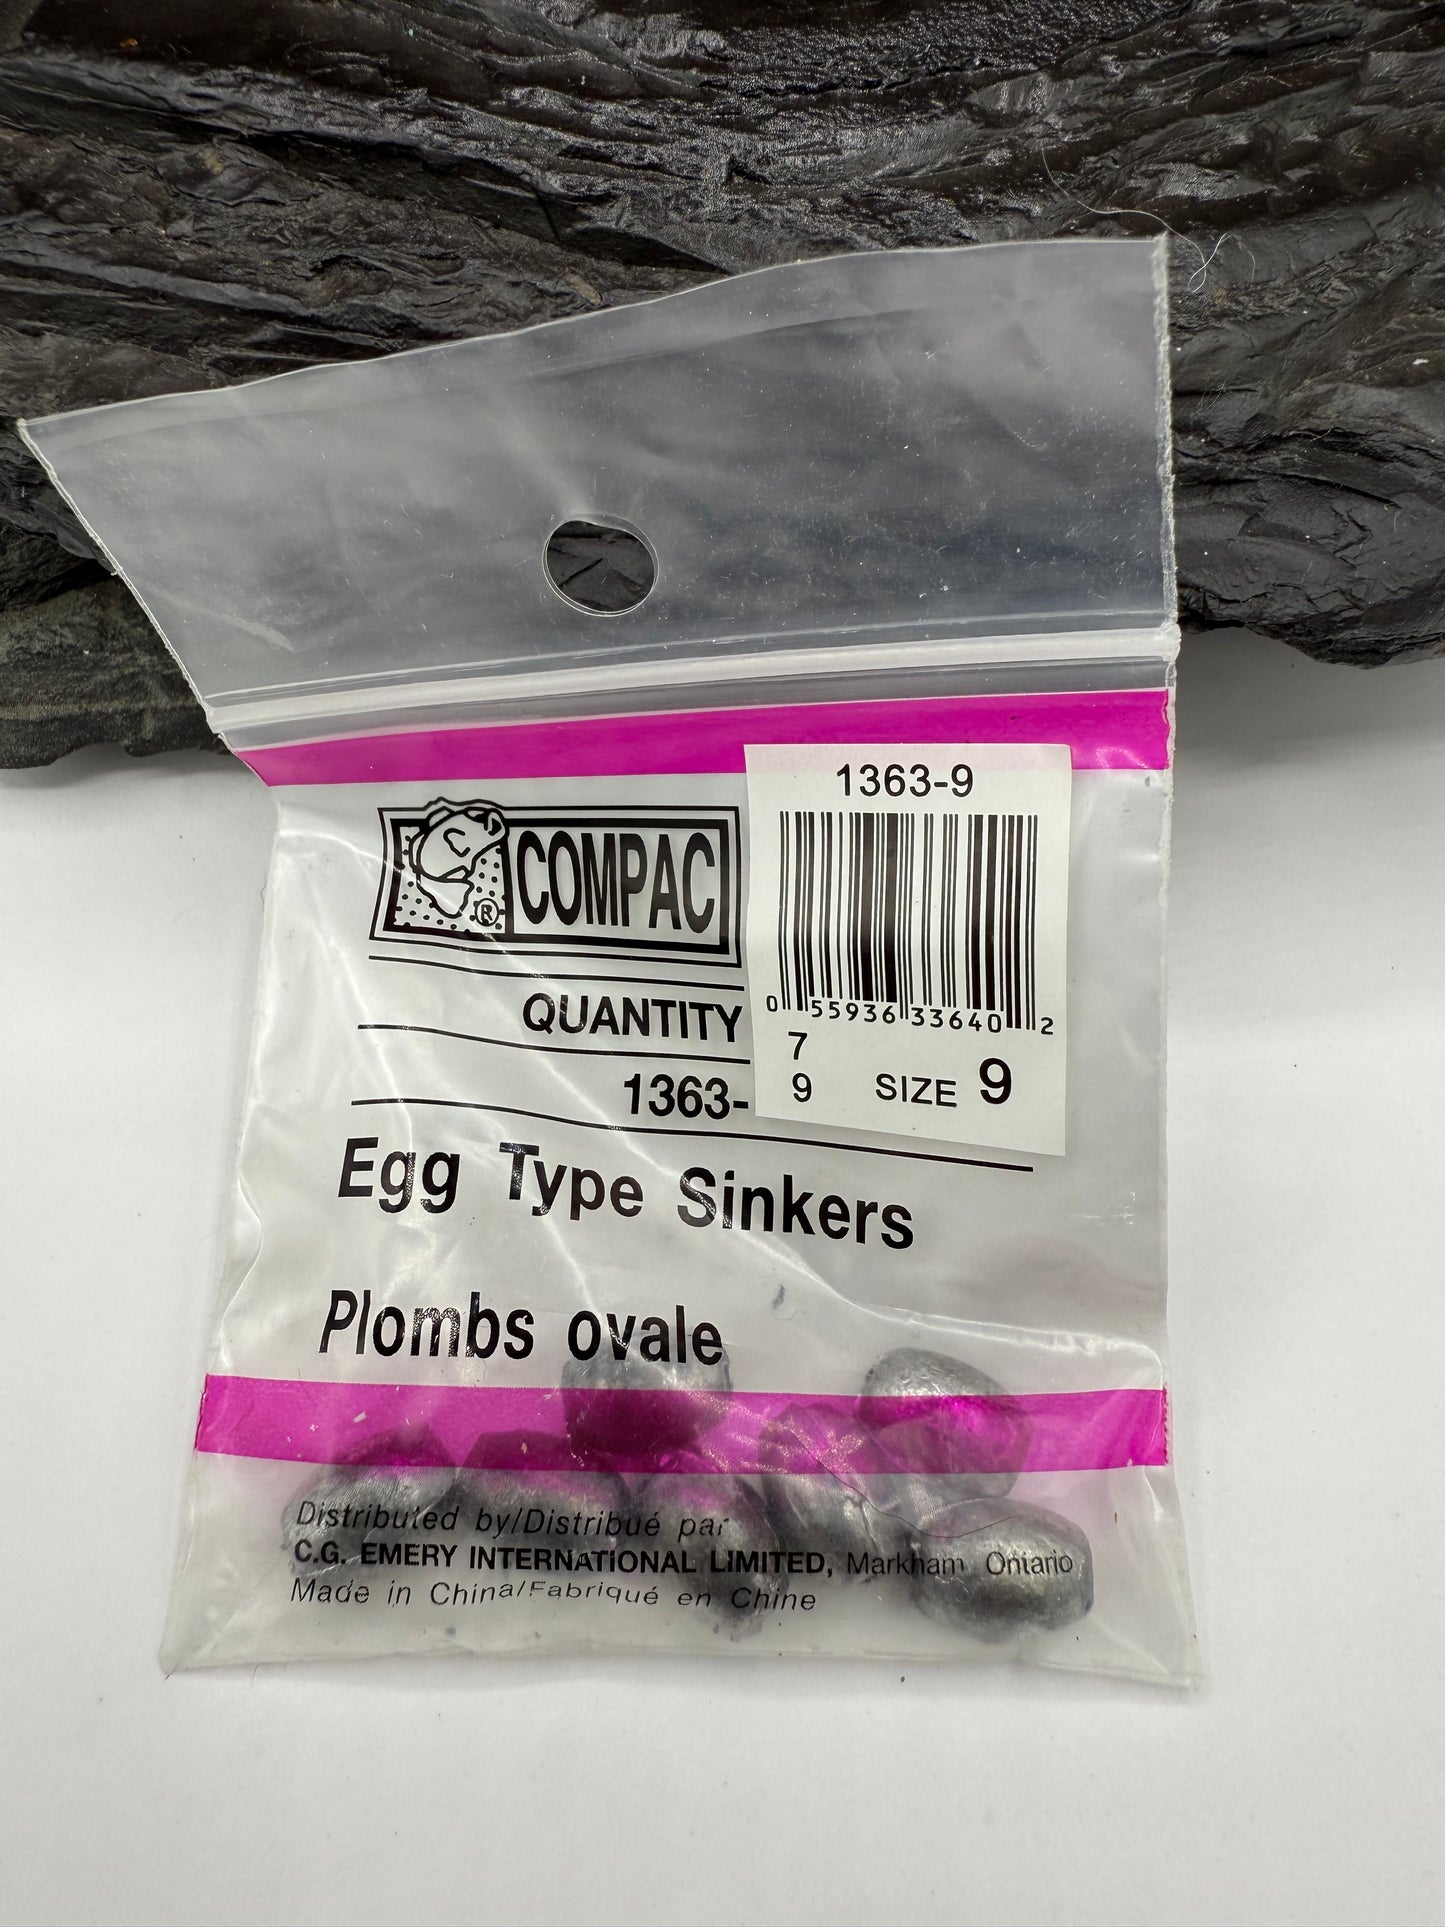 1363-9
® COMPAC
0 55936 33640 2
QUANTITY 7
1363- 9 SIZE 9
Egg Type Sinkers
Plombs ovale
Distributed by/Distribué par
C.G. EMERY INTERNATIONAL LIMITED, Markham Ontario
Made in China/Fabriqué en Chine